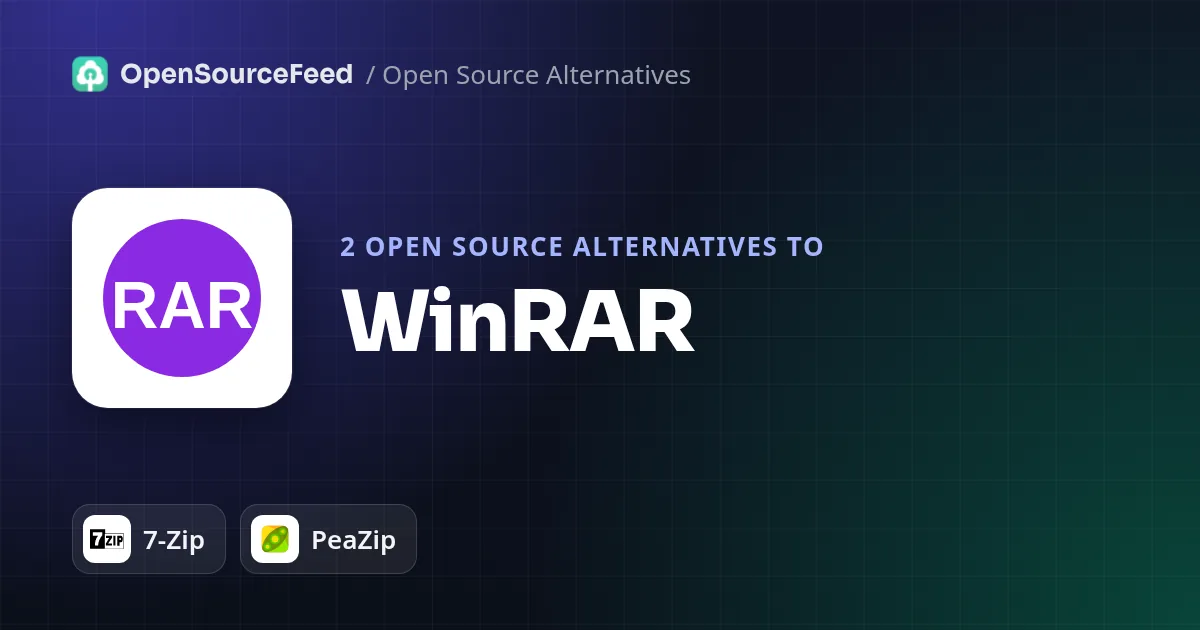 OpenSourceFeed / Open Source Alternatives
RAR
2 OPEN SOURCE ALTERNATIVES TO
WinRAR
7ZIP 7-Zip
PeaZip